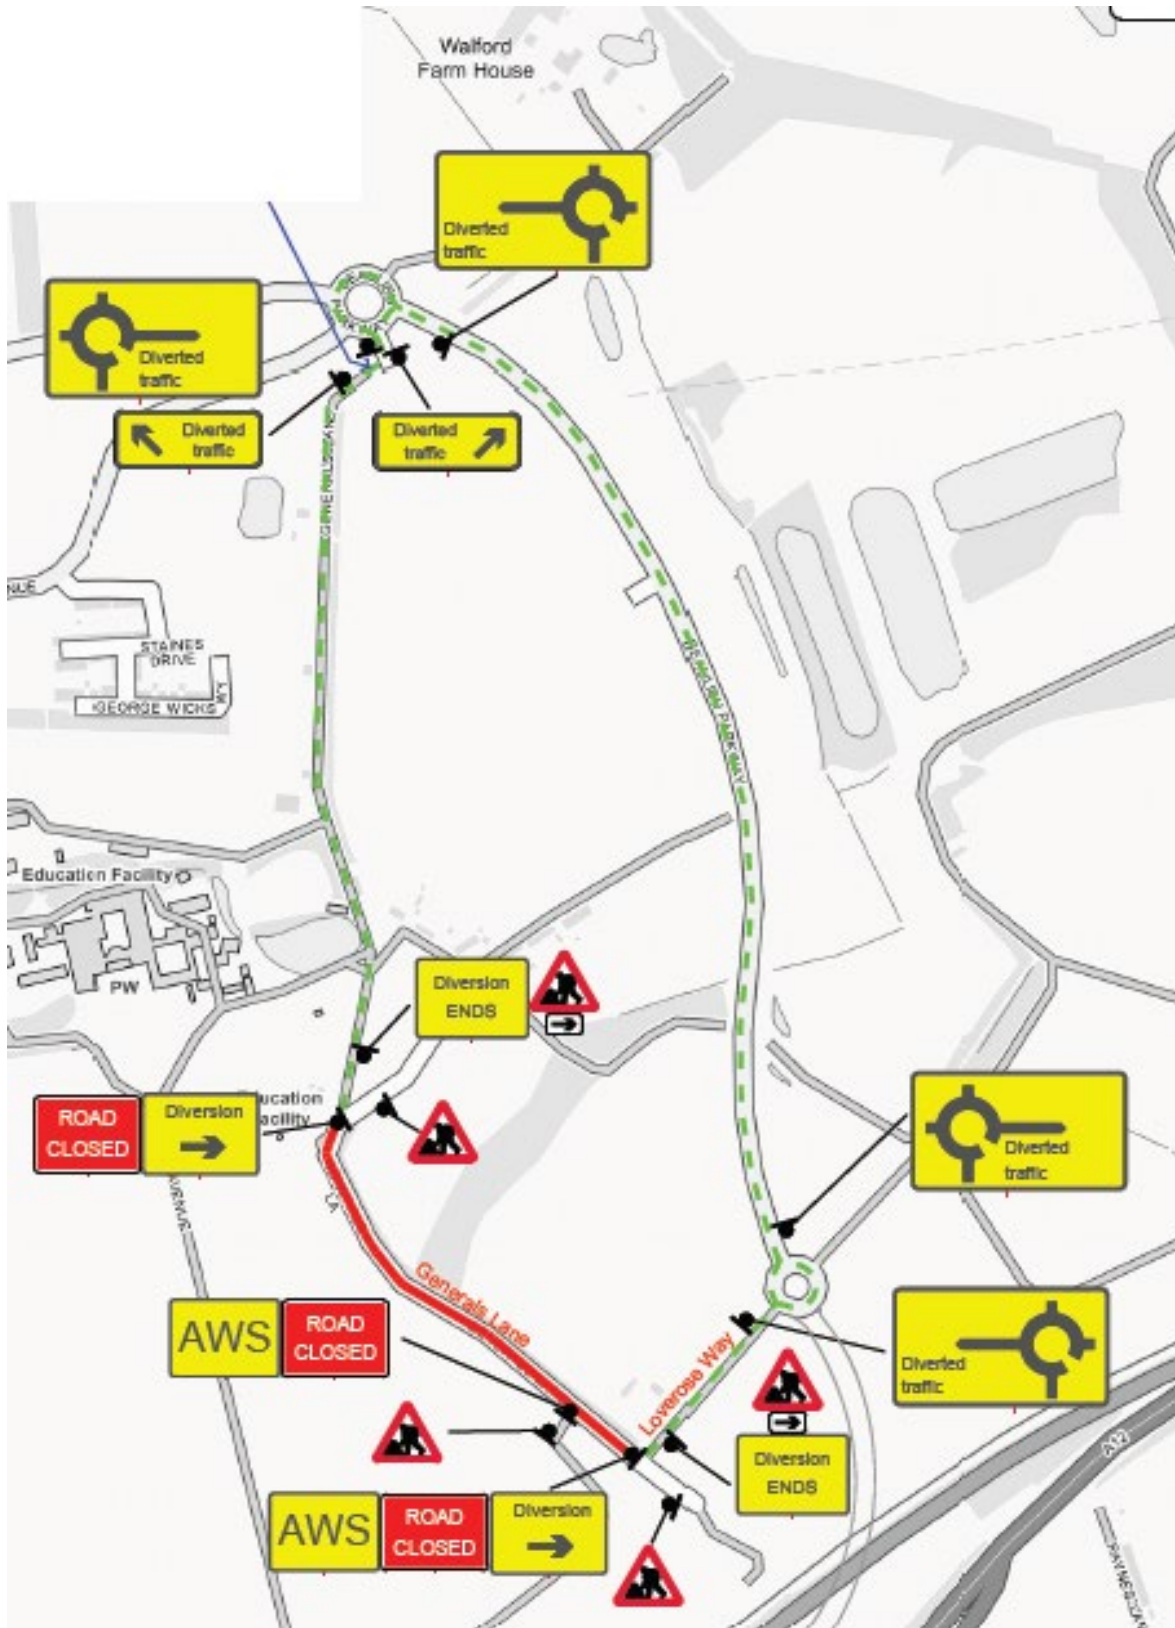 Walford
Farm House
Diverted
traffic
Diverted
traffic
Diverted
traffic
Diverted
traffic
STAINES
DRIVE
GEORGE WICKS WY
Education Facility
PW
Diversion
ENDS
ROAD
CLOSED
Diversion
LA
Generals Lane
AWS
ROAD
CLOSED
Diverted
traffic
Diverted
traffic
Loverose Way
Diversion
ENDS
A12
AWS
ROAD
CLOSED
Diversion